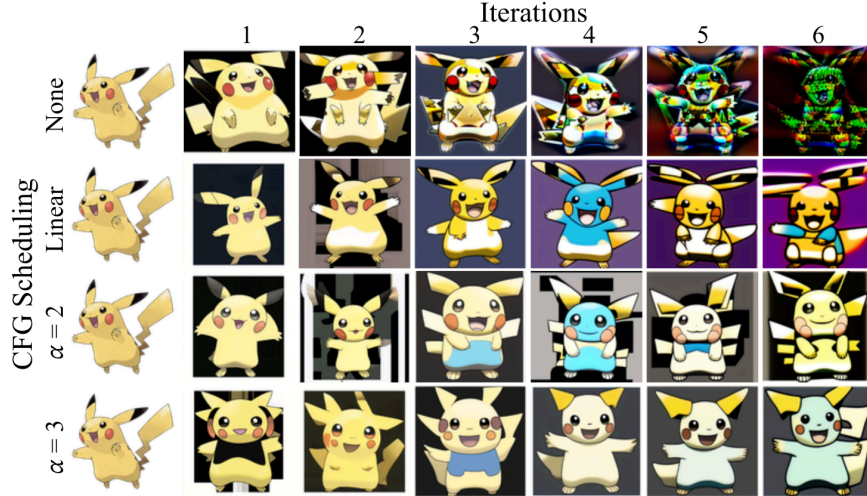 Iterations
1 2 3 4 5 6
CFG Scheduling
None
Linear
α = 2
α = 3